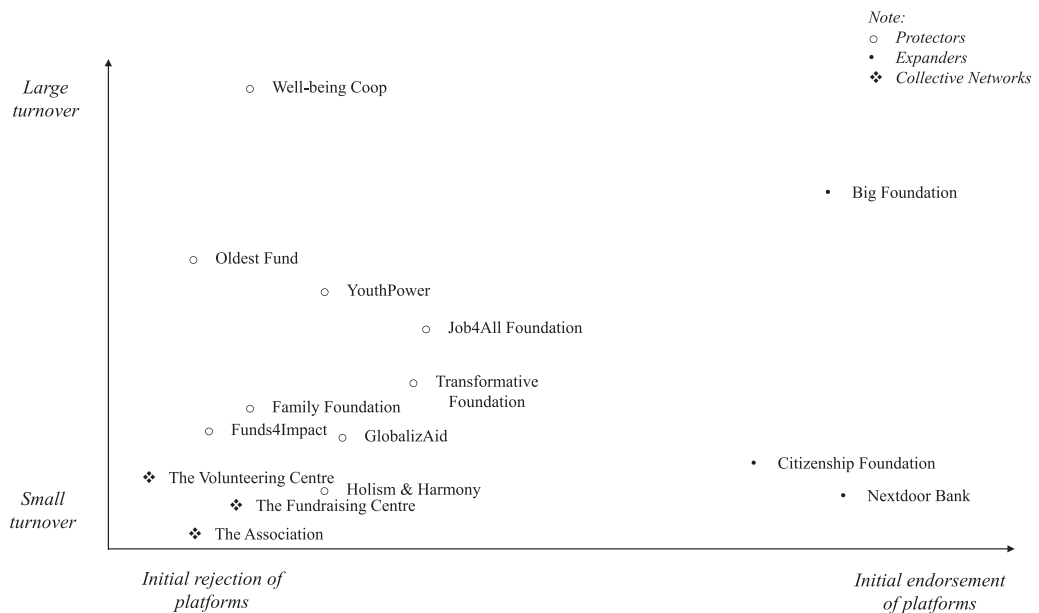 Note:
Protectors
Expanders
Collective Networks
Large
turnover
Well-being Coop
Big Foundation
Oldest Fund
YouthPower
Job4All Foundation
Transformative
Foundation
Family Foundation
Funds4Impact
GlobalizAid
Citizenship Foundation
The Volunteering Centre
Holism & Harmony
Nextdoor Bank
Small
turnover
The Fundraising Centre
The Association
Initial rejection of
platforms
Initial endorsement
of platforms